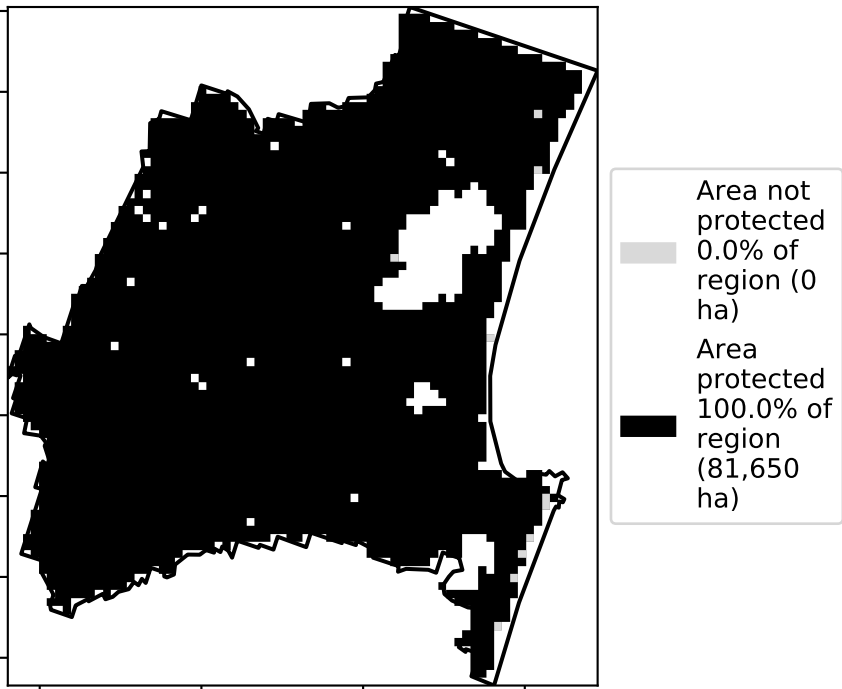 Area not
protected
0.0% of
region (0
ha)
Area
protected
100.0% of
region
(81,650
ha)